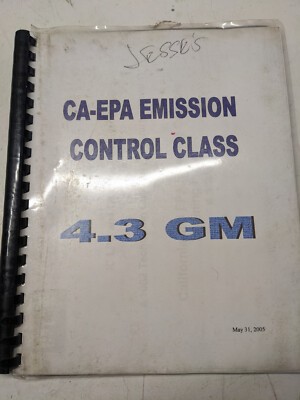 JESSE'S
CA-EPA EMISSION
CONTROL CLASS
4.3 GM
May 31, 2005